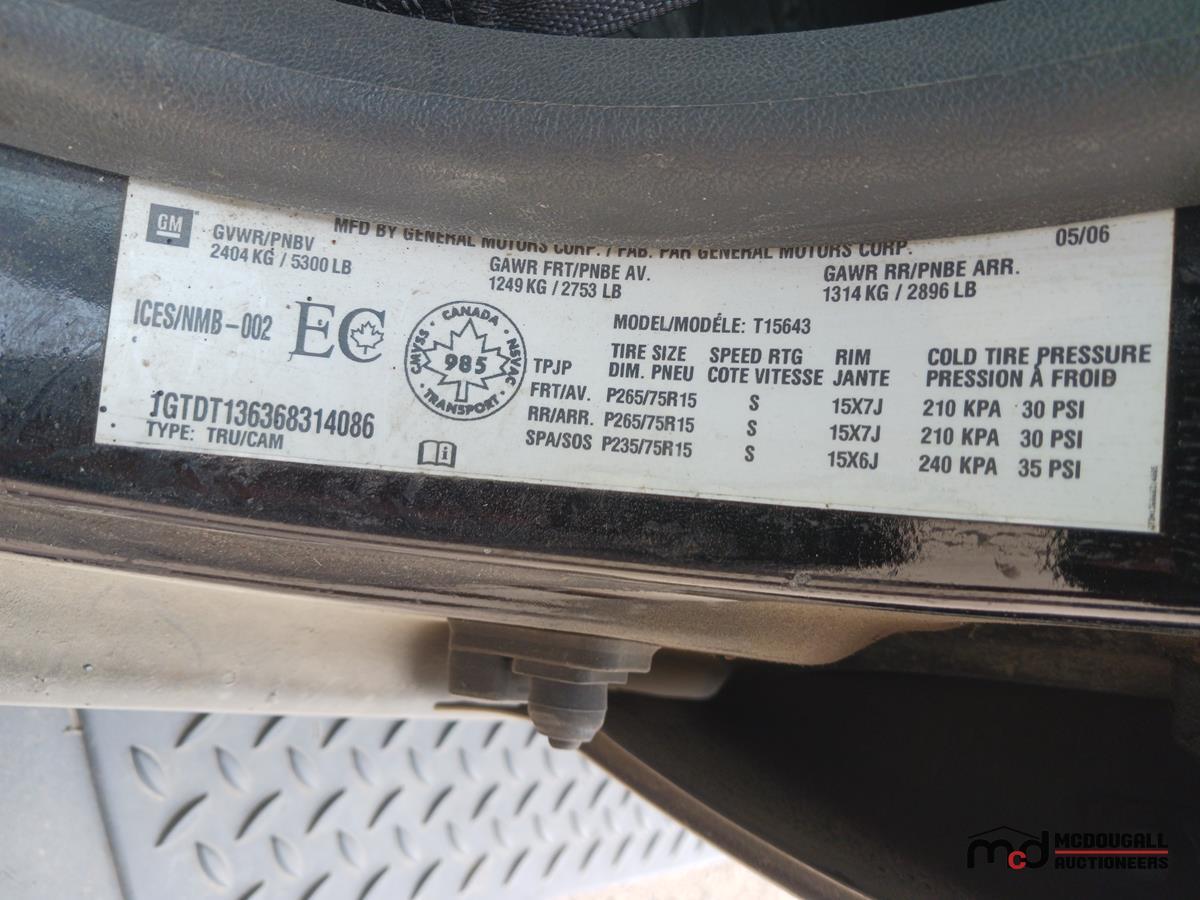 GM
MFD BY GENERAL MOTORS CORP. / FAB. PAR GENERAL MOTORS CORP.
05/06
GVWR/PNBV
2404 KG / 5300 LB
GAWR FRT/PNBE AV.
1249 KG / 2753 LB
GAWR RR/PNBE ARR.
1314 KG / 2896 LB
ICES/NMB-002
EC
CANADA
CMVSS
985
NSVAC
TRANSPORT
MODEL/MODÉLE: T15643
TPJP TIRE SIZE SPEED RTG RIM COLD TIRE PRESSURE
DIM. PNEU COTE VITESSE JANTE PRESSION À FROID
FRT/AV. P265/75R15 S 15X7J 210 KPA 30 PSI
RR/ARR. P265/75R15 S 15X7J 210 KPA 30 PSI
SPA/SOS P235/75R15 S 15X6J 240 KPA 35 PSI
1GTDT136368314086
TYPE: TRU/CAM
mcd MCDOUGALL
AUCTIONEERS